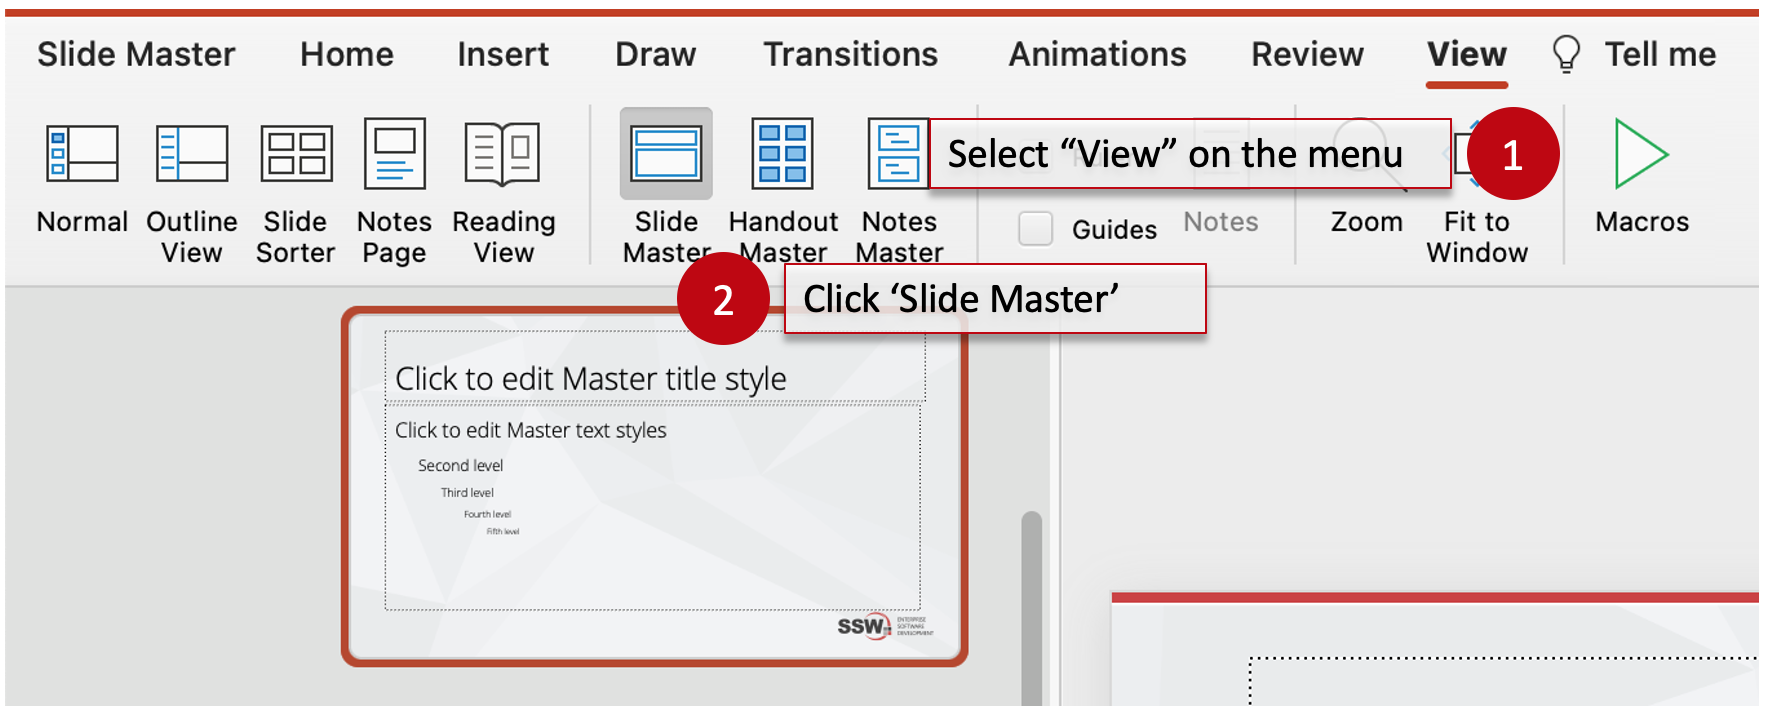 Slide Master Home Insert Draw Transitions Animations Review View Tell me
Select “View” on the menu 1
Normal Outline Slide Notes Reading Slide Handout Notes Guides Notes Zoom Fit to Macros
View Sorter Page View Master Master Master Window
2 Click ‘Slide Master’
Click to edit Master title style
Click to edit Master text styles
Second level
Third level
Fourth level
Fifth level
SSW ENTERPRISE
SOFTWARE
DEVELOPMENT